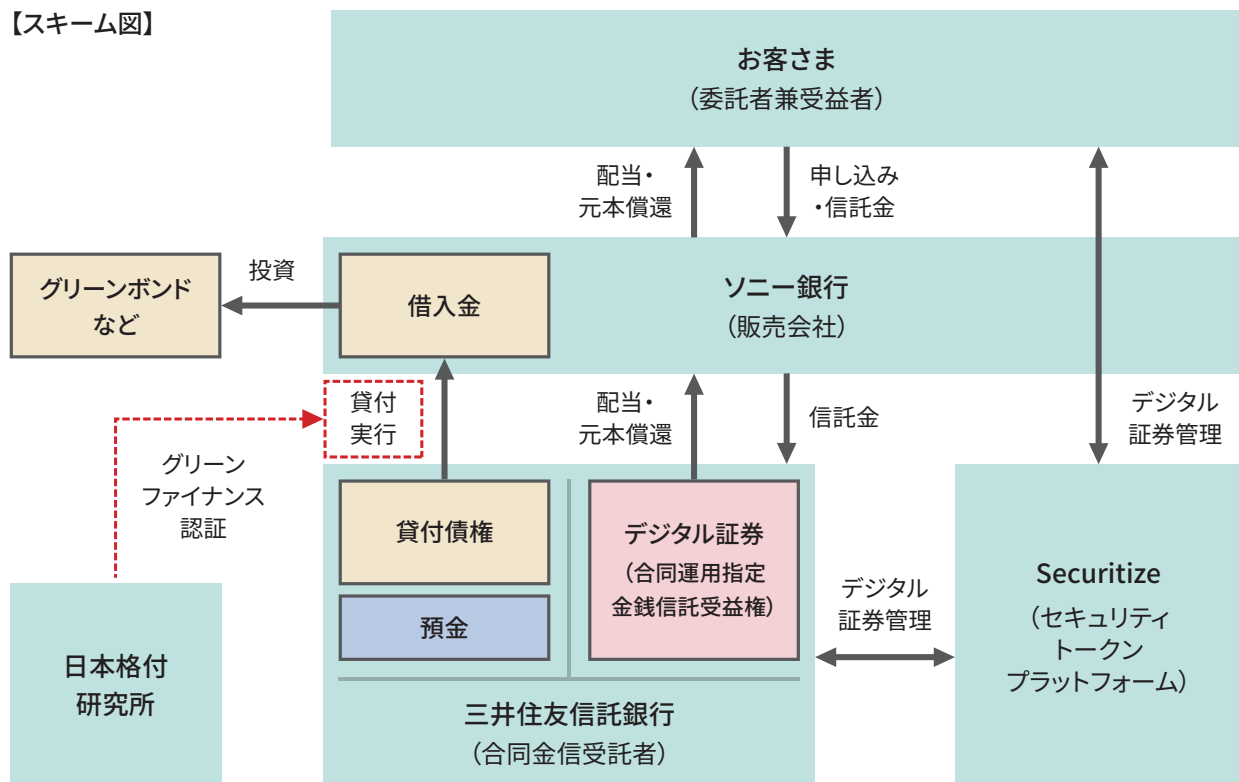 【スキーム図】
お客さま
（委託者兼受益者）
配当・
元本償還
申し込み
・信託金
グリーンボンド
など
投資
借入金
ソニー銀行
（販売会社）
貸付
実行
配当・
元本償還
信託金
デジタル
証券管理
グリーン
ファイナンス
認証
貸付債権
預金
デジタル証券
（合同運用指定
金銭信託受益権）
デジタル
証券管理
Securitize
（セキュリティ
トークン
プラットフォーム）
日本格付
研究所
三井住友信託銀行
（合同金信受託者）